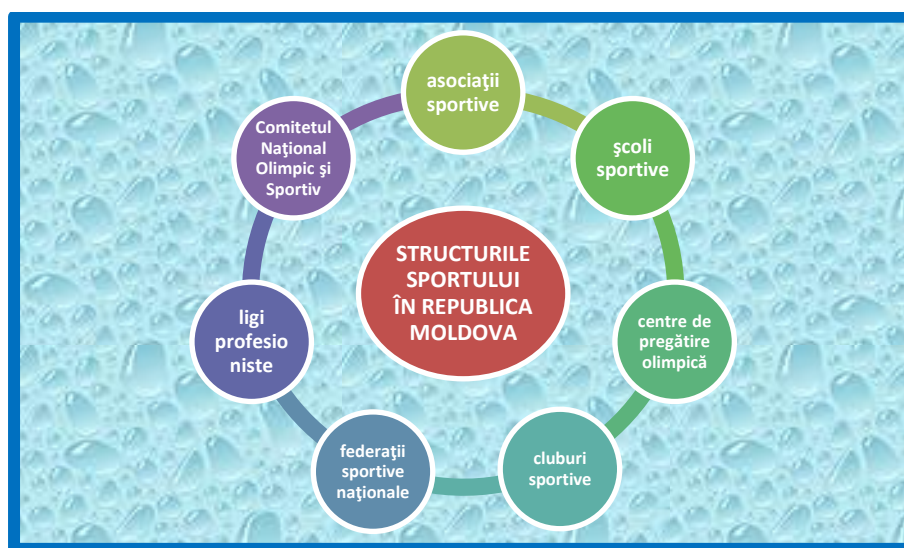 asociaţii
sportive
şcoli
sportive
centre de
pregătire
olimpică
cluburi
sportive
federaţii
sportive
naţionale
ligi
profesio
niste
Comitetul
Naţional
Olimpic şi
Sportiv
STRUCTURILE
SPORTULUI
ÎN REPUBLICA
MOLDOVA